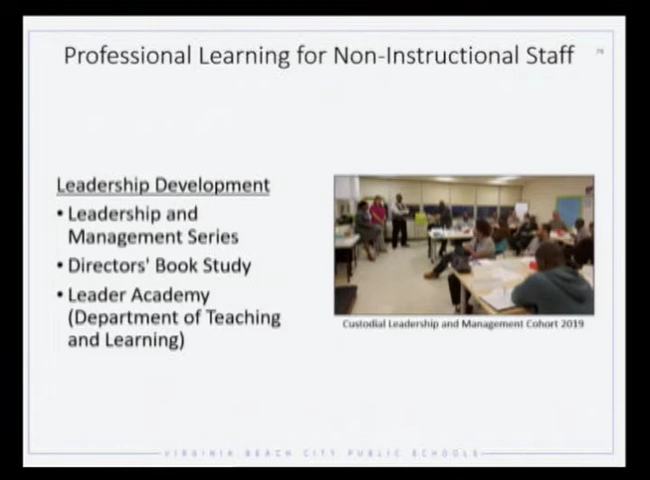 Professional Learning for Non-Instructional Staff
Leadership Development
• Leadership and
Management Series
• Directors' Book Study
• Leader Academy
(Department of Teaching
and Learning)
Custodial Leadership and Management Cohort 2019
VIRGINIA BEACH CITY PUBLIC SCHOOLS